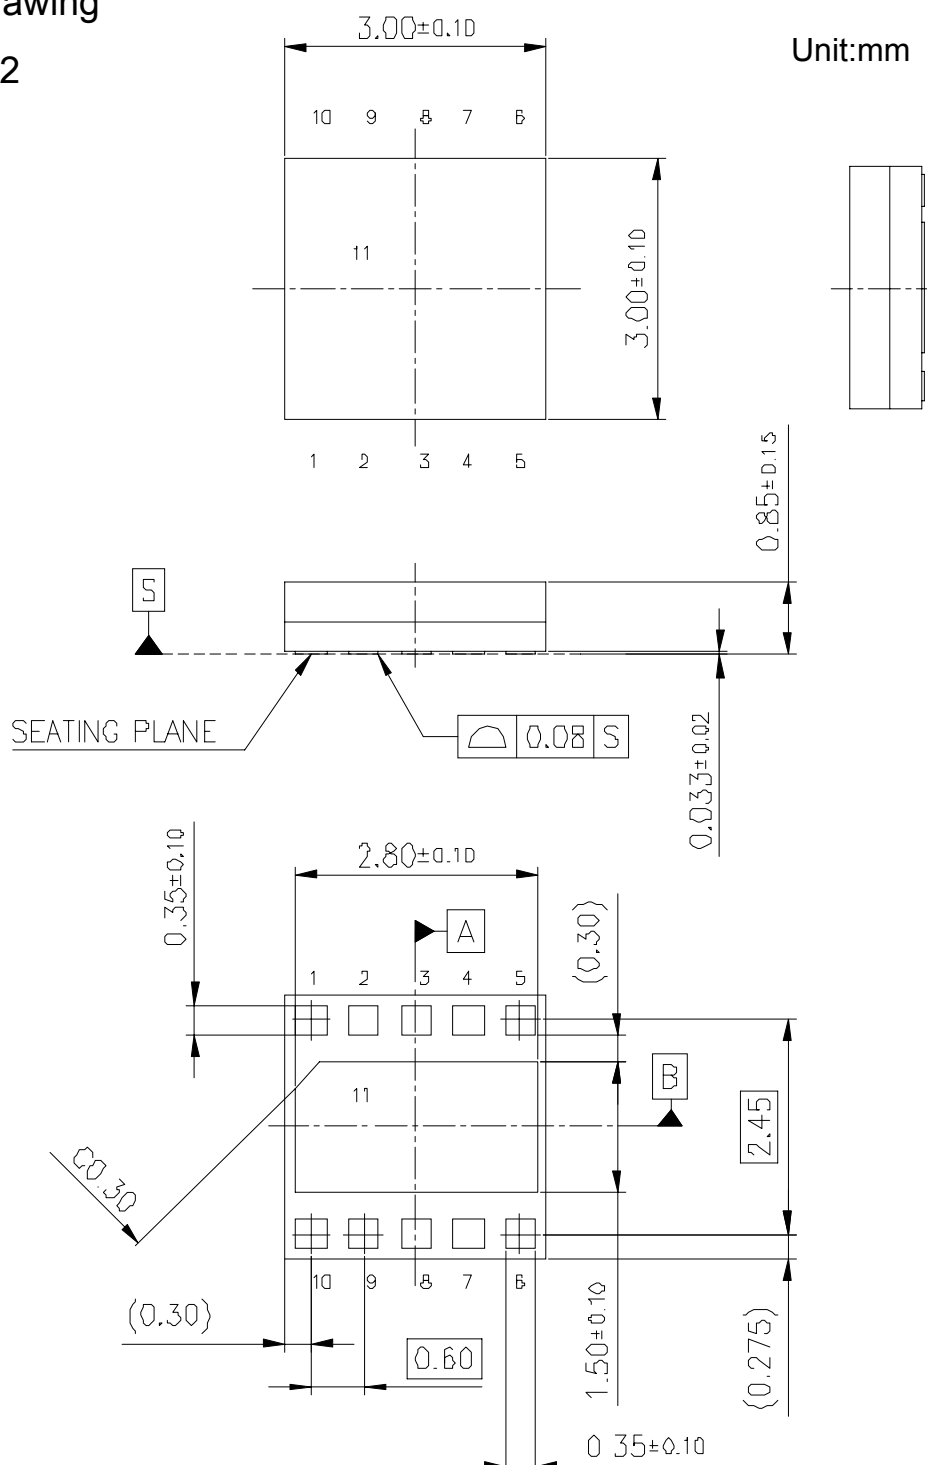 awing
2
Unit:mm
3.00±0.10
10 9 8 7 6
11
3.00±0.10
1 2 3 4 5
0.85±0.15
S
SEATING PLANE
0.08 S
0.033±0.02
0.35±0.10
2.80±0.10
A
(0.30)
1 2 3 4 5
B
11
2.45
C0.30
10 9 8 7 6
(0.30)
0.60
1.50±0.10
(0.275)
0.35±0.10